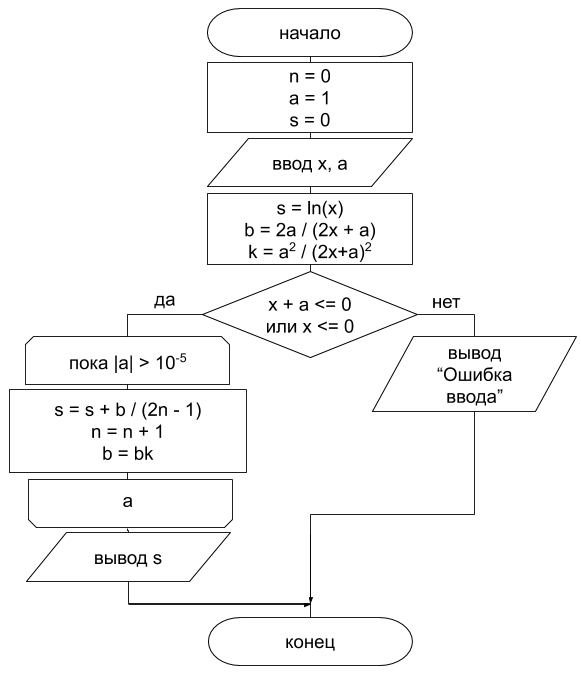 начало
n = 0
a = 1
s = 0
ввод x, a
s = ln(x)
b = 2a / (2x + a)
k = a² / (2x+a)²
да
x + a <= 0
или x <= 0
нет
пока |a| > 10⁻⁵
s = s + b / (2n - 1)
n = n + 1
b = bk
a
вывод s
вывод
“Ошибка
ввода”
конец